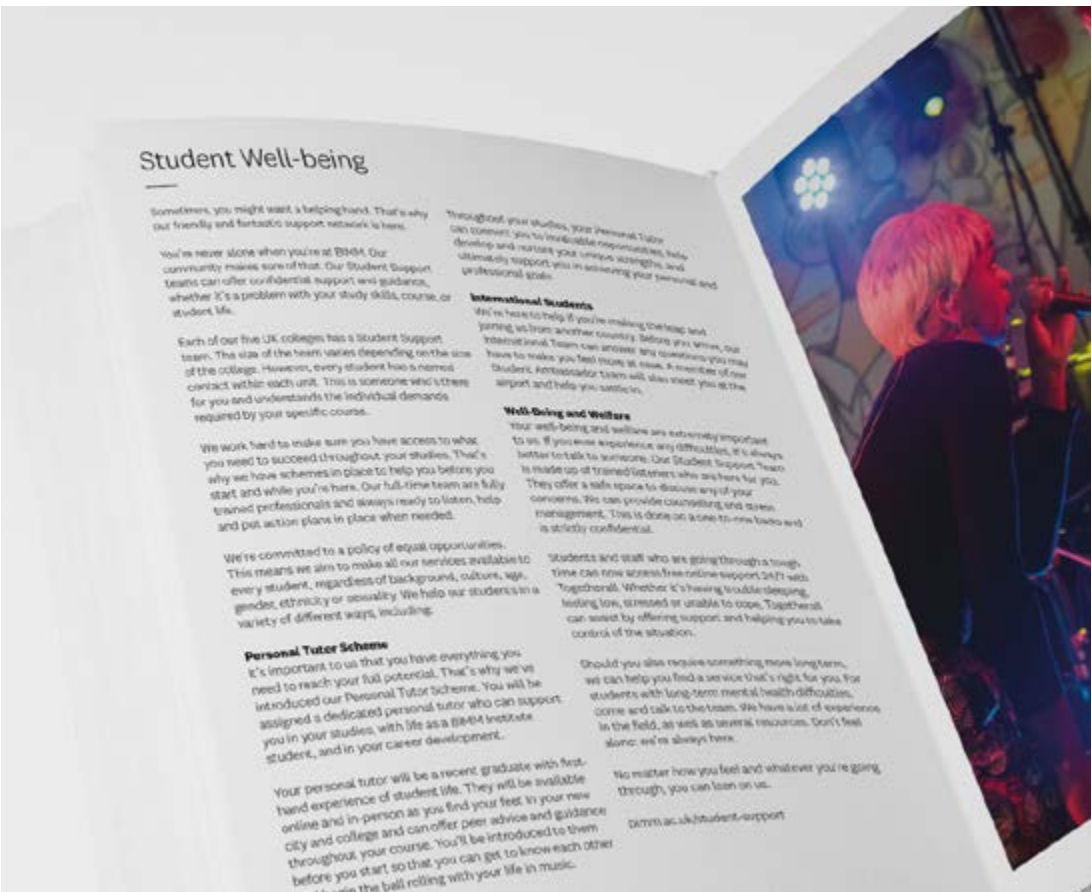 Student Well-being
Sometimes, you might want a helping hand. That's why
our friendly and fantastic support network is here.
You're never alone when you're at BIMM. Our
community makes sure of that. Our Student Support
teams can offer confidential support and guidance,
whether it's a problem with your study skills, course, or
student life.
Each of our five UK colleges has a Student Support
team. The size of the team varies depending on the size
of the college. However, every student has a named
contact within each unit. This is someone who's there
for you and understands the individual demands
required by your specific course.
We work hard to make sure you have access to what
you need to succeed throughout your studies. That's
why we have schemes in place to help you before you
start and while you're here. Our full-time team are fully
trained professionals and always ready to listen, help
and put action plans in place when needed.
We're committed to a policy of equal opportunities.
This means we aim to make all our services available to
every student, regardless of background, culture, age,
gender, ethnicity or sexuality. We help our students in a
variety of different ways, including:
Personal Tutor Scheme
It's important to us that you have everything you
need to reach your full potential. That's why we've
introduced our Personal Tutor Scheme. You will be
assigned a dedicated personal tutor who can support
you in your studies, with life as a BIMM Institute
student, and in your career development.
Your personal tutor will be a recent graduate with first-
hand experience of student life. They will be available
online and in-person as you find your feet in your new
city and college and can offer peer advice and guidance
throughout your course. You'll be introduced to them
before you start so that you can get to know each other
the ball rolling with your life in music.
Throughout your studies, your Personal Tutor
can connect you to invaluable opportunities, help
develop and nurture your unique strengths, and
ultimately support you in achieving your personal and
professional goals.
International Students
We're here to help if you're making the leap and
joining us from another country. Before you arrive, our
International Team can answer any questions you may
have to make you feel more at ease. A member of our
Student Ambassador team will also meet you at the
airport and help you settle in.
Well-Being and Welfare
Your well-being and welfare are extremely important
to us. If you ever experience any difficulties, it's always
better to talk to someone. Our Student Support Team
is made up of trained listeners who are here for you.
They offer a safe space to discuss any of your
concerns. We can provide counselling and stress
management. This is done on a one-to-one basis and
is strictly confidential.
Students and staff who are going through a tough
time can now access free online support 24/7 with
Togetherall. Whether it's having trouble sleeping,
feeling low, stressed or unable to cope, Togetherall
can assist by offering support and helping you to take
control of the situation.
Should you also require something more long term,
we can help you find a service that's right for you. For
students with long-term mental health difficulties,
come and talk to the team. We have a lot of experience
in the field, as well as several resources. Don't feel
alone: we're always here.
No matter how you feel and whatever you're going
through, you can lean on us.
bimm.ac.uk/student-support